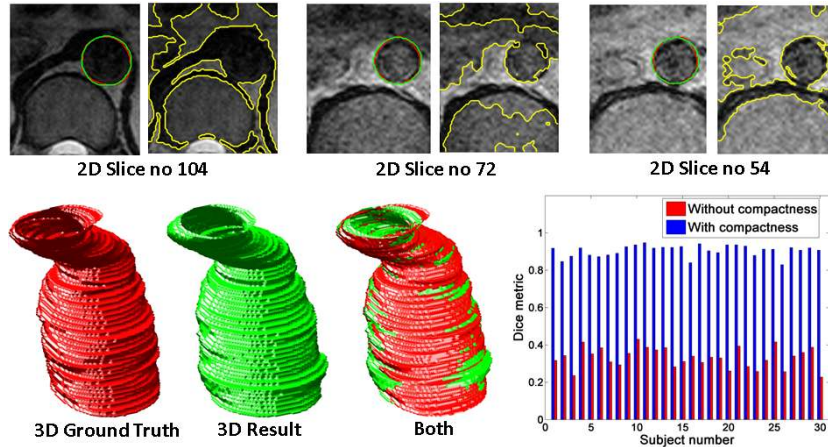 2D Slice no 104
2D Slice no 72
2D Slice no 54
3D Ground Truth
3D Result
Both
Without compactness
With compactness
Dice metric
1
0.8
0.6
0.4
0.2
0
0 5 10 15 20 25 30
Subject number